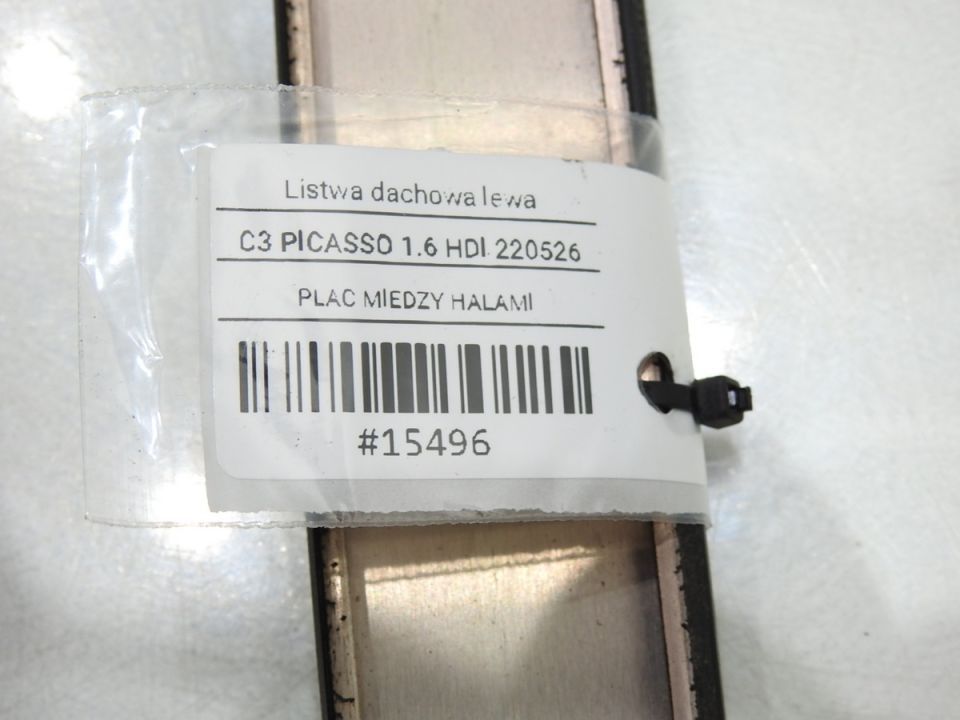 Listwa dachowa lewa
C3 PICASSO 1.6 HDI 220526
PLAC MIEDZY HALAMI
#15496